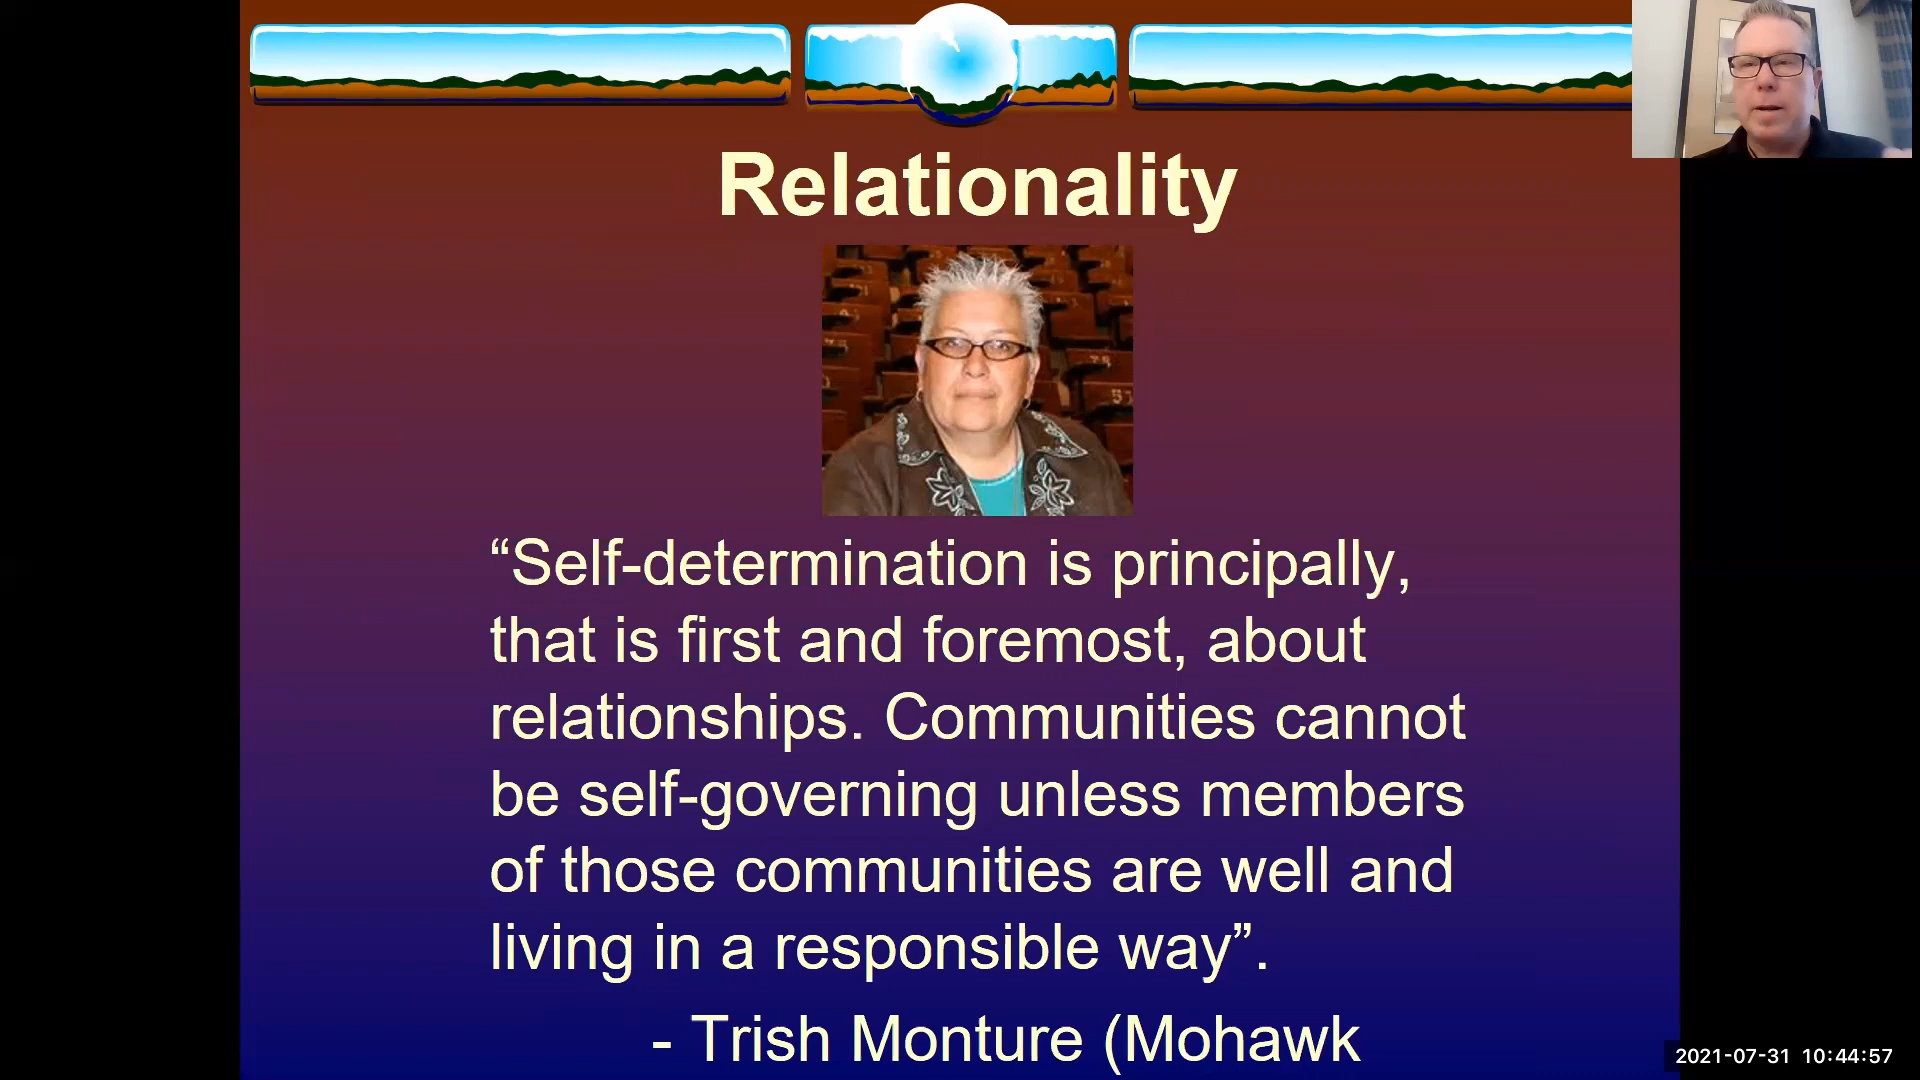 Relationality
“Self-determination is principally,
that is first and foremost, about
relationships. Communities cannot
be self-governing unless members
of those communities are well and
living in a responsible way”.
- Trish Monture (Mohawk
2021-07-31 10:44:57